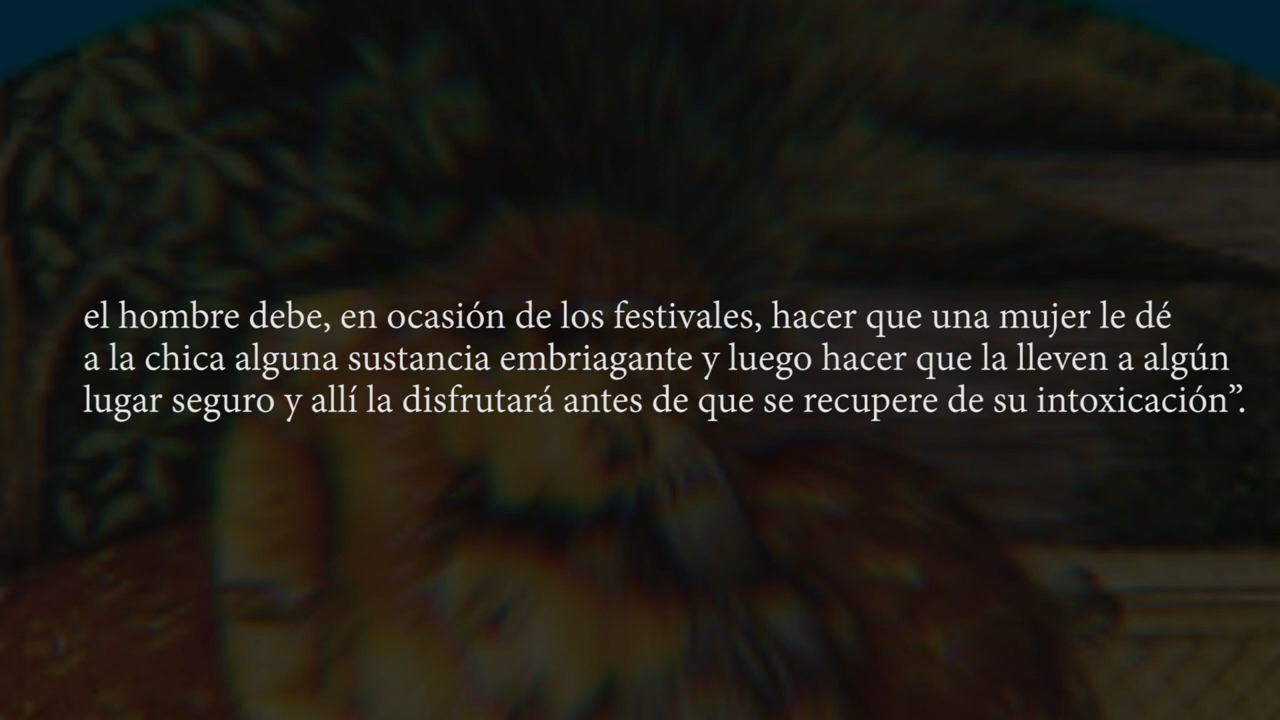 el hombre debe, en ocasión de los festivales, hacer que una mujer le dé
a la chica alguna sustancia embriagante y luego hacer que la lleven a algún
lugar seguro y allí la disfrutará antes de que se recupere de su intoxicación”.